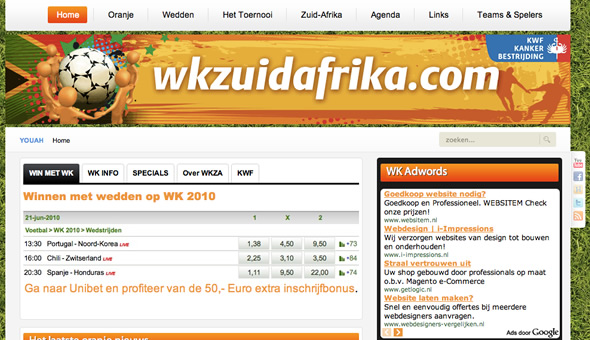 Home Oranje Wedden Het Toernooi Zuid-Afrika Agenda Links Teams & Spelers
wkzuidafrika.com
KWF
KANKER
BESTRIJDING
YOUAH Home
zoeken...
WIN MET WK WK INFO SPECIALS Over WKZA KWF
Winnen met wedden op WK 2010
21-jun-2010 1 X 2
Voetbal > WK 2010 > Wedstrijden
13:30 Portugal - Noord-Korea LIVE 1,38 4,50 9,50 +73
16:00 Chili - Zwitserland LIVE 2,25 3,10 3,50 +84
20:30 Spanje - Honduras LIVE 1,11 9,50 22,00 +74
Ga naar Unibet en profiteer van de 50,- Euro extra inschrijfbonus.
Het laatste oranje nieuws
WK Adwords
Goedkoop website nodig?
Goedkoop en Professioneel. WEBSITEM Check
onze prijzen!
www.websitem.nl
Webdesign | i-Impressions
Wij verzorgen websites van design tot bouwen
en onderhouden!
www.i-impressions.nl
Straal vertrouwen uit
Uw shop gebouwd door professionals op maat
o.b.v. Magento e-Commerce
www.getlogic.nl
Website laten maken?
Snel en eenvoudig offertes bij meerdere
webdesigners aanvragen.
www.webdesigners-vergelijken.nl
Ads door Google
You
Tube